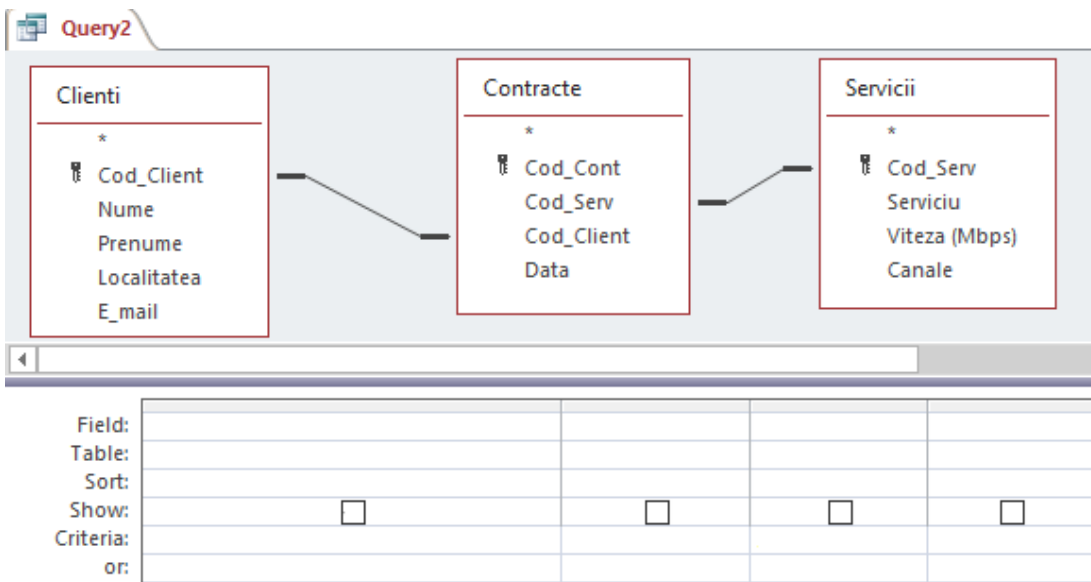 Query2
Clienti
*
Cod_Client
Nume
Prenume
Localitatea
E_mail
Contracte
*
Cod_Cont
Cod_Serv
Cod_Client
Data
Servicii
*
Cod_Serv
Serviciu
Viteza (Mbps)
Canale
Field:
Table:
Sort:
Show:
Criteria:
or: